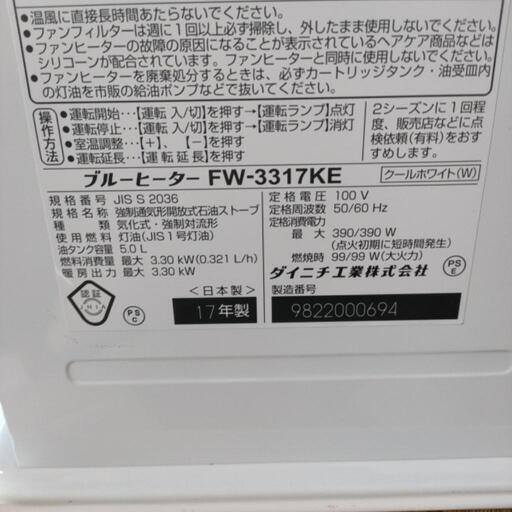 ●温風に直接長時間あたらないでください。
●ファンフィルターは週に1回以上必ず掃除し、外したまま使用しないでください。
●ファンヒーターの故障の原因になることが表示されているヘアケア商品などは
シリコーンが配合されています。ファンヒーターと同時に使用しないでください。
●ファンヒーターを廃棄処分するときは、必ずカートリッジタンク・油受皿内
の灯油を市販の給油ポンプなどで抜いてください。
操作方法
●運転開始…【運転 入/切】を押す→【運転ランプ】点灯
●運転停止…【運転 入/切】を押す→【運転ランプ】消灯
●室温調整…【+】、【-】を押す
●運転延長…【運転延長】を押す
2シーズンに1回程
度、販売店などに点
検依頼(有料)をおす
すめします。
ブルーヒーター FW-3317KE
クールホワイト(W)
規格番号 JIS S 2036
規格名称 強制通気形開放式石油ストーブ
種類 気化式・強制対流形
使用燃料 灯油(JIS1号灯油)
油タンク容量 5.0 L
燃料消費量 最大 3.30 kW(0.321 L/h)
暖房出力 最大 3.30 kW
定格電圧 100 V
定格周波数 50/60 Hz
定格消費電力
最大 390/390 W
(点火初期に短時間発生)
燃焼時 99/99 W(大火力)
ダイニチ工業株式会社
PS E
認証
JHIA
PS C
<日本製>
17年製
製造番号
9822000694